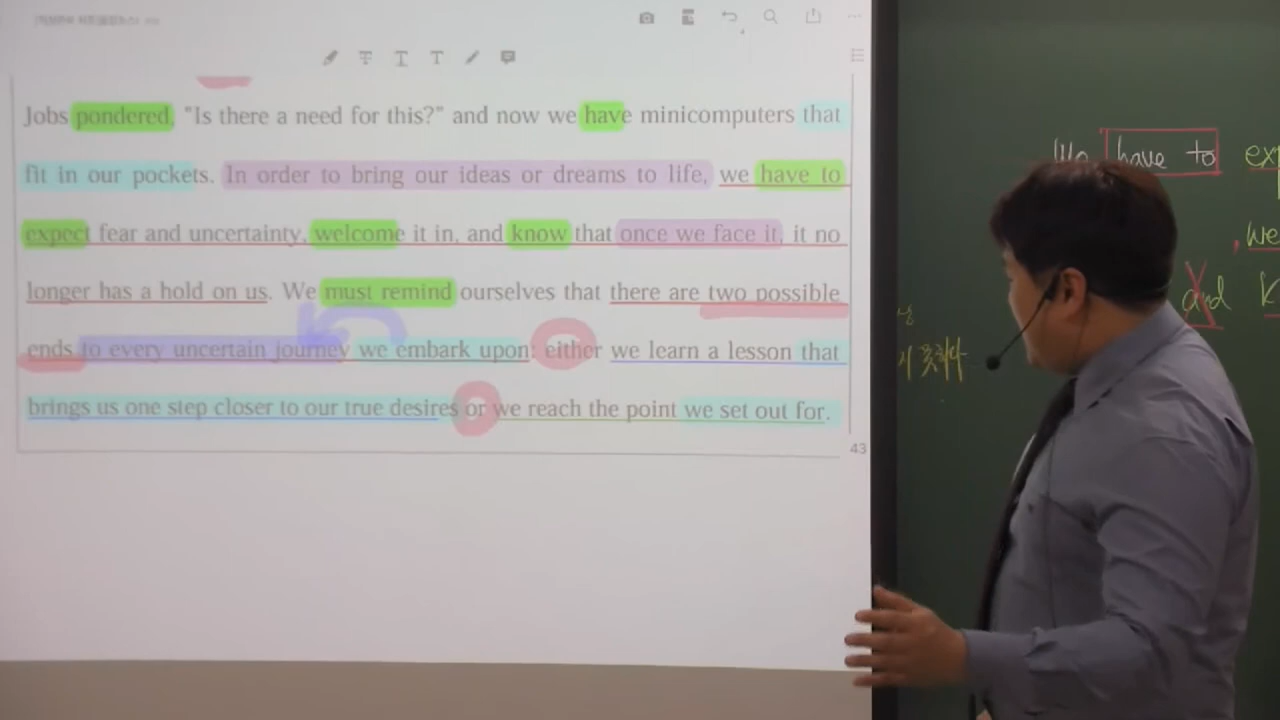 Jobs pondered, "Is there a need for this?" and now we have minicomputers that
fit in our pockets. In order to bring our ideas or dreams to life, we have to
expect fear and uncertainty, welcome it in, and know that once we face it, it no
longer has a hold on us. We must remind ourselves that there are two possible
ends to every uncertain journey we embark upon: either we learn a lesson that
brings us one step closer to our true desires or we reach the point we set out for.
43
We have to ex
, we
and K